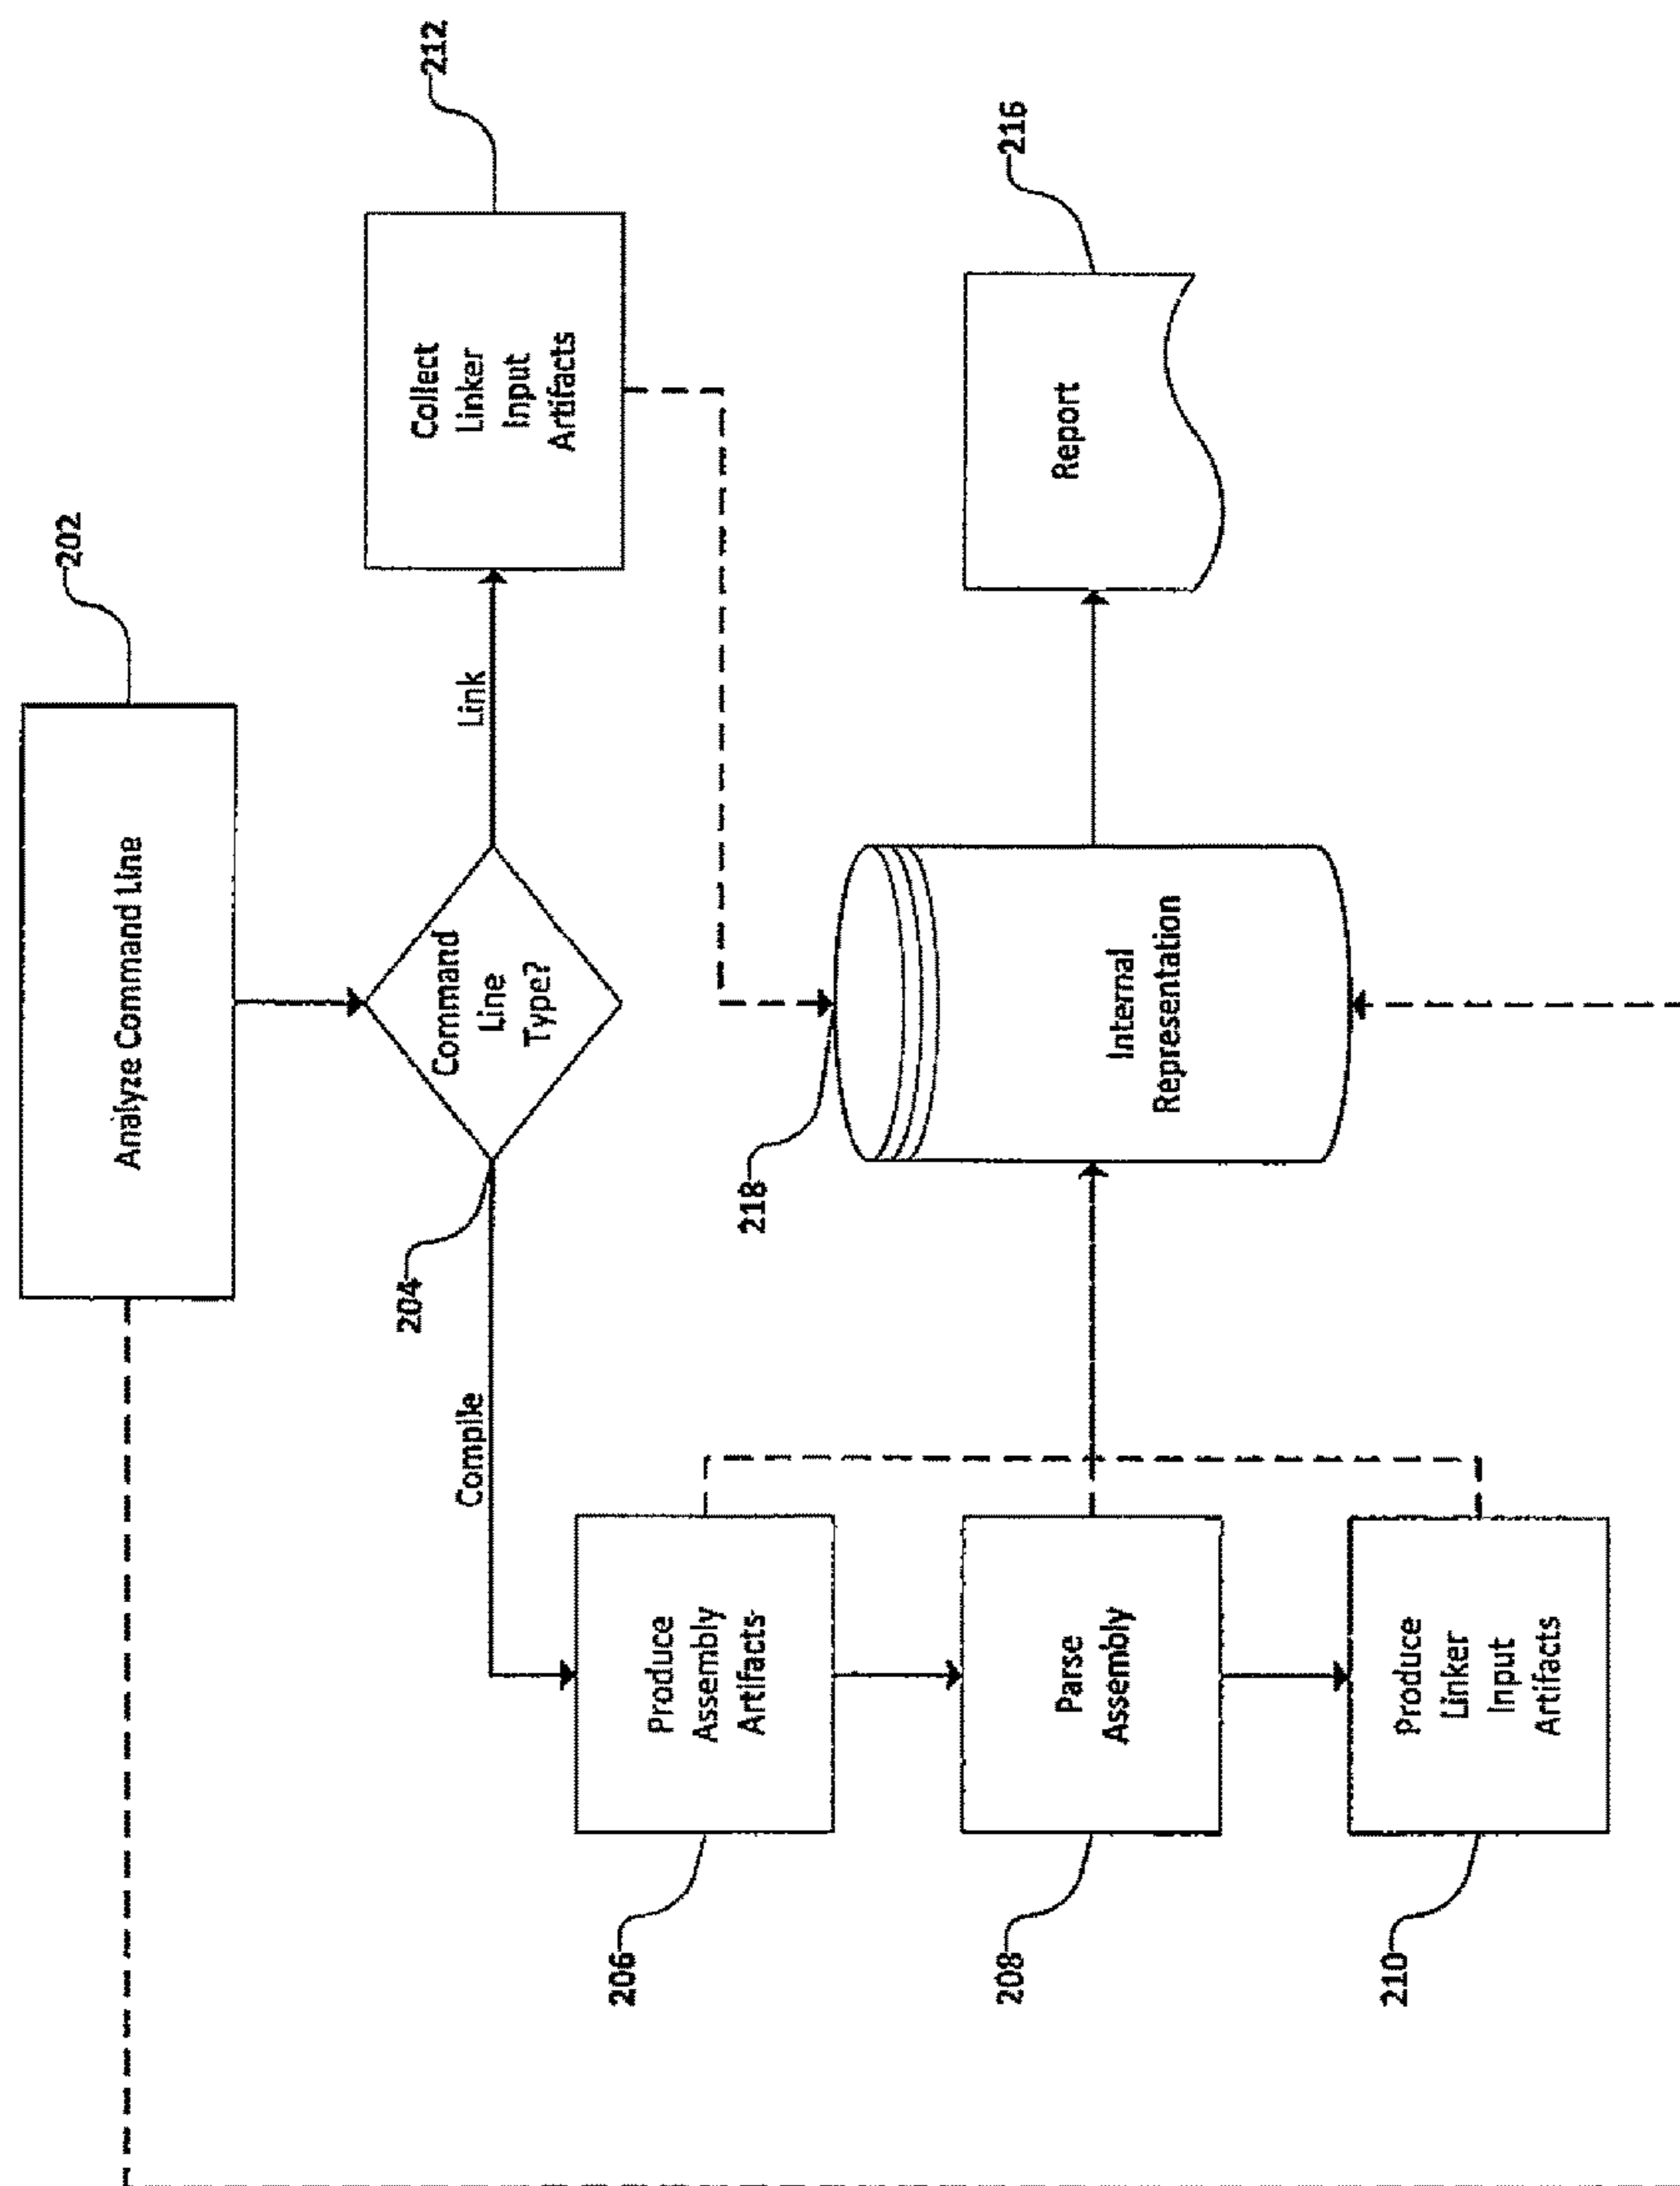 202
Analyze Command Line
212
Collect
Linker
Input
Artifacts
Link
Command
Line
Type?
204
Compile
216
Report
218
Internal
Representation
Produce
Assembly
Artifacts
206
Parse
Assembly
208
Produce
Linker
Input
Artifacts
210